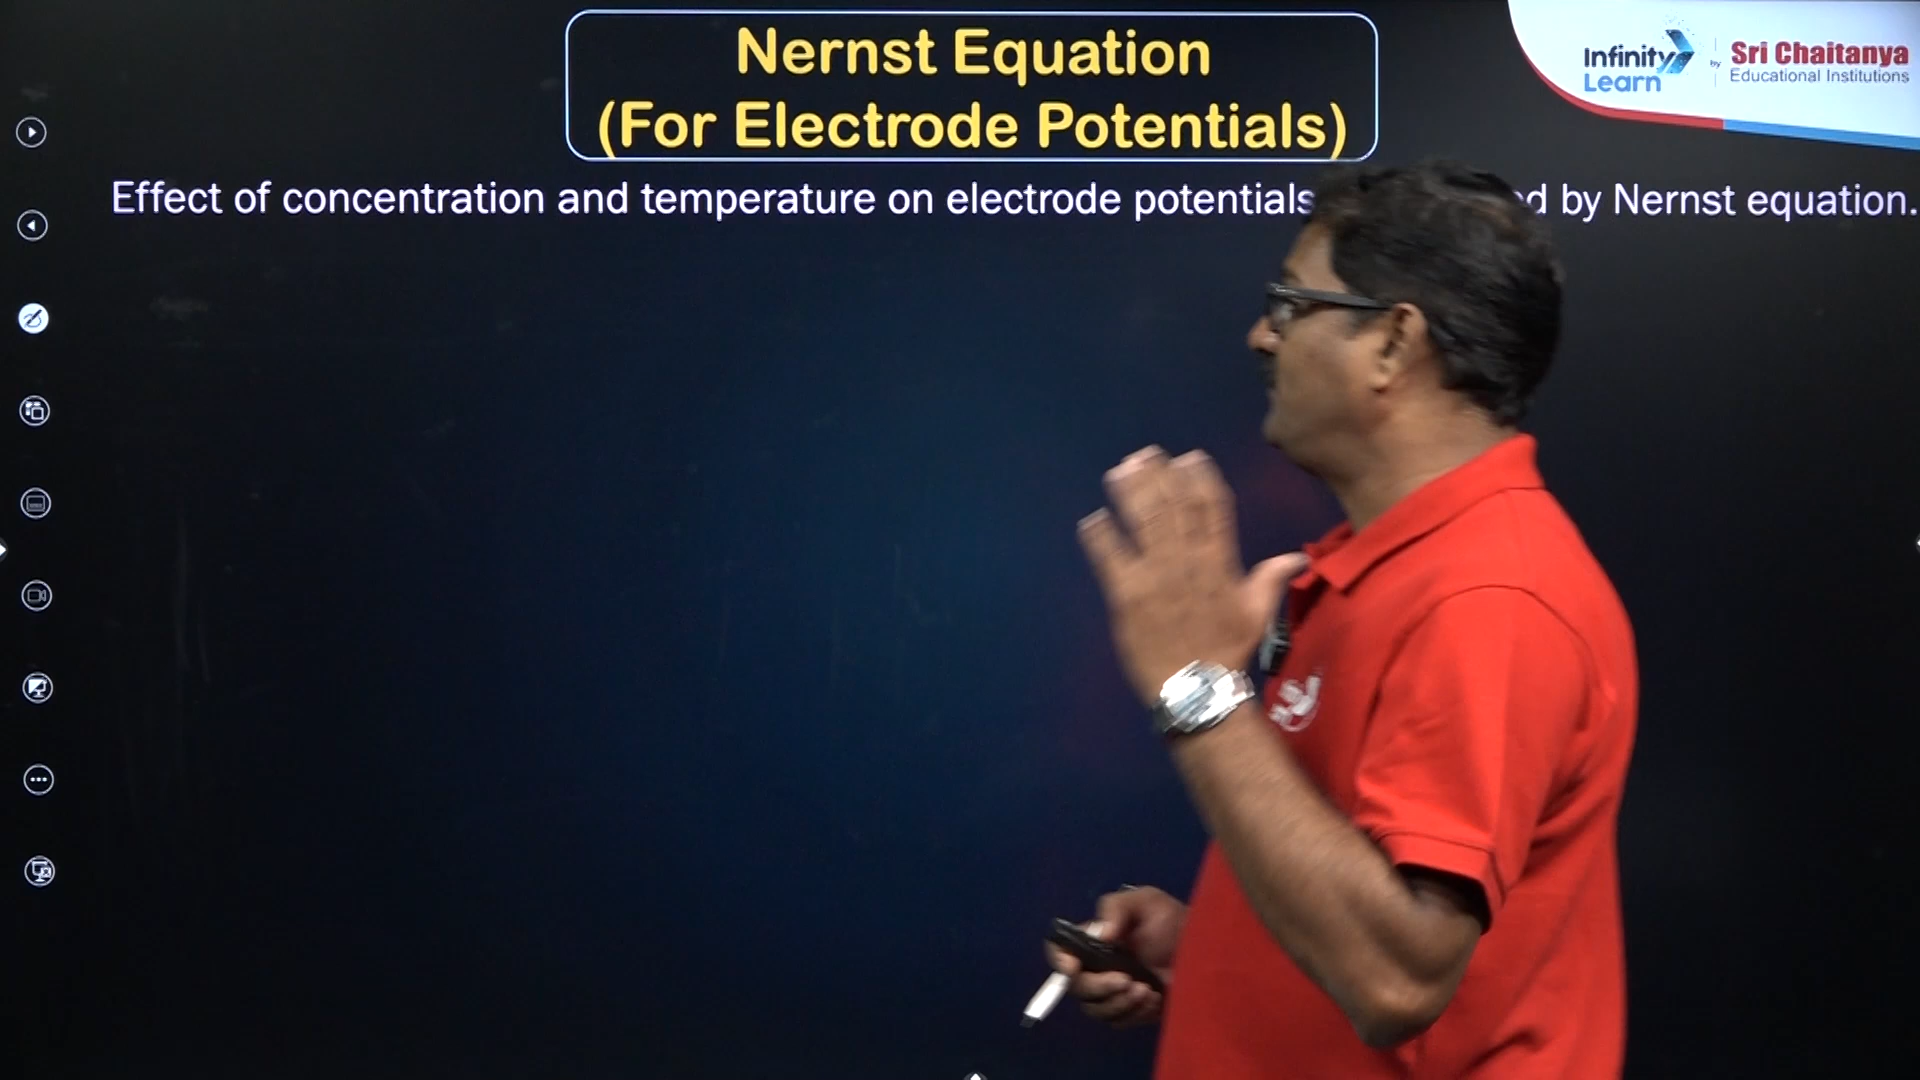 Nernst Equation
(For Electrode Potentials)
Infinity
Learn
by
Sri Chaitanya
Educational Institutions
Effect of concentration and temperature on electrode potentials by Nernst equation.